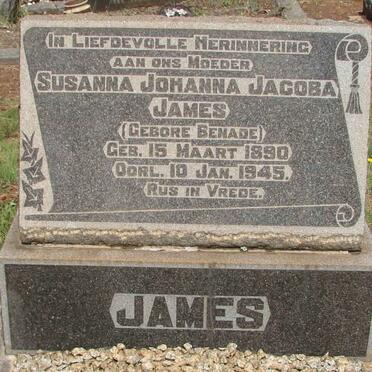 In Liefdevolle Herinnering
aan ons Moeder
Susanna Johanna Jacoba
James
(Gebore Benade)
Geb. 15 Maart 1890
Oorl. 10 Jan. 1945.
Rus in Vrede.
JAMES